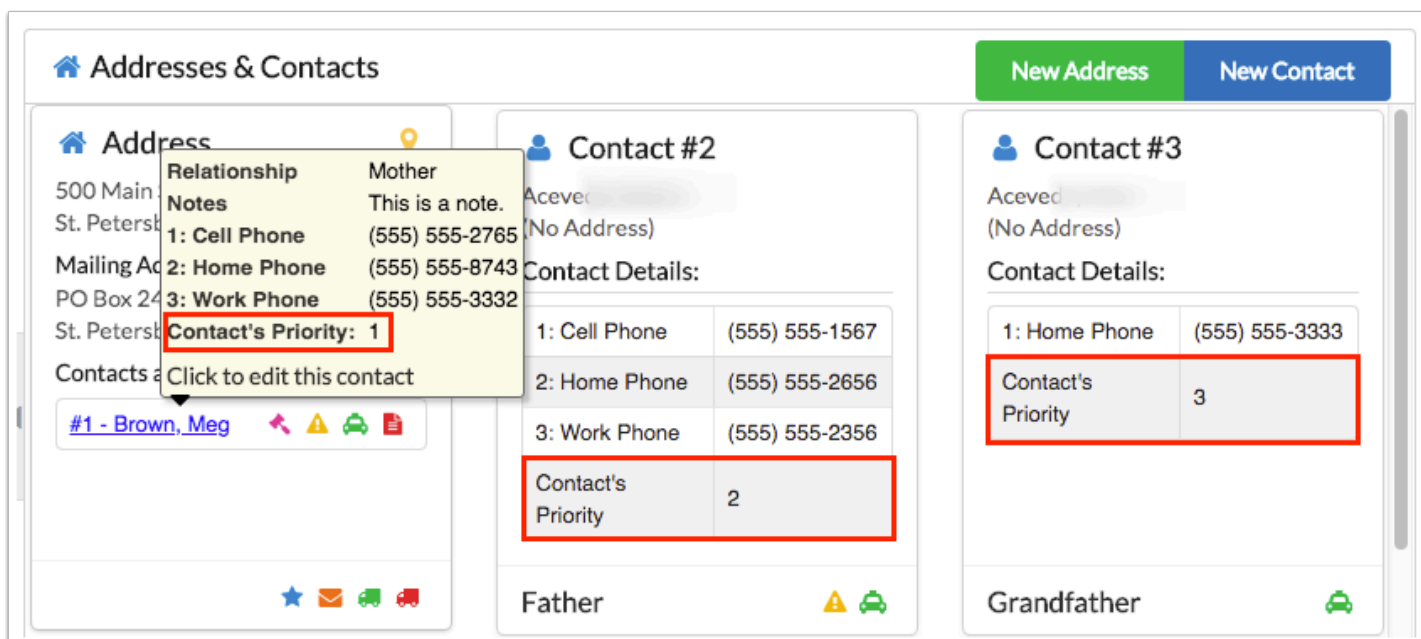 Addresses & Contacts
New Address
New Contact
Address
500 Main
St. Petersb
Mailing Ad
PO Box 24
St. Petersb
Contacts a
Relationship Mother
Notes This is a note.
1: Cell Phone (555) 555-2765
2: Home Phone (555) 555-8743
3: Work Phone (555) 555-3332
Contact's Priority: 1
Click to edit this contact
#1 - Brown, Meg
Contact #2
(No Address)
Contact Details:
1: Cell Phone (555) 555-1567
2: Home Phone (555) 555-2656
3: Work Phone (555) 555-2356
Contact's
Priority
2
Father
Contact #3
Aceved
(No Address)
Contact Details:
1: Home Phone (555) 555-3333
Contact's
Priority
3
Grandfather